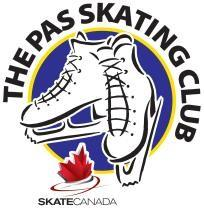 THE PAS SKATING CLUB
SKATECANADA